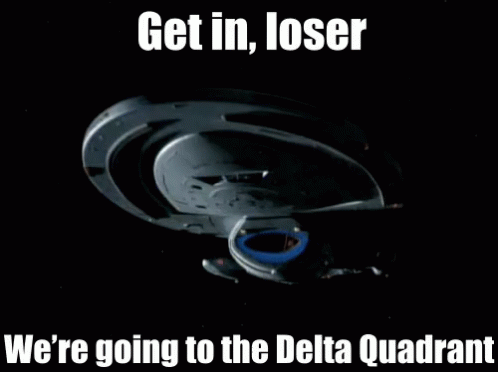 Get in, loser
We're going to the Delta Quadrant